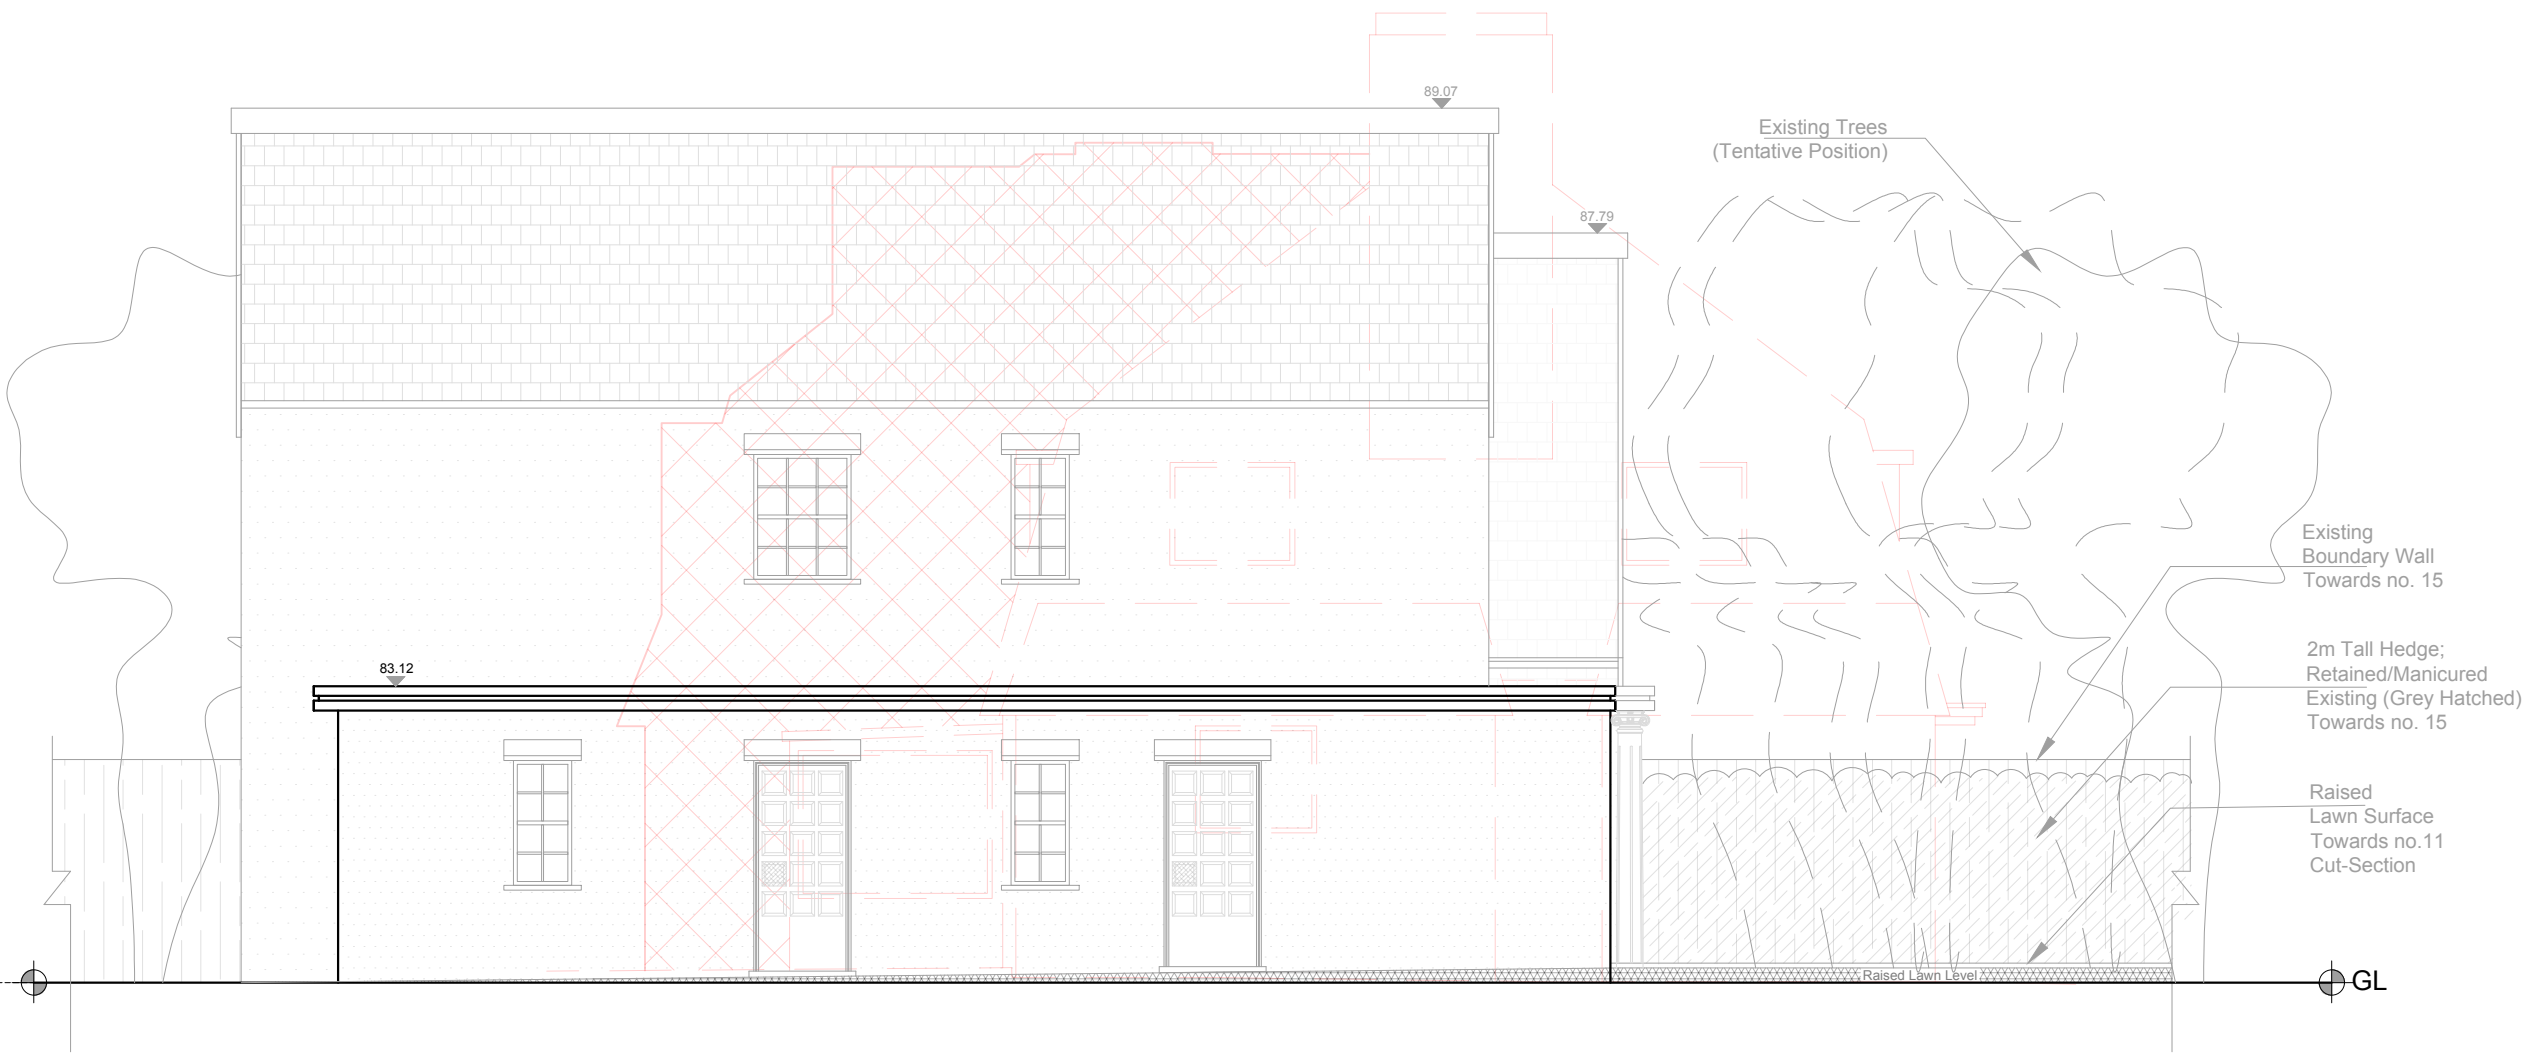 89.07
Existing Trees
(Tentative Position)
87.79
Existing
Boundary Wall
Towards no. 15
2m Tall Hedge;
Retained/Manicured
Existing (Grey Hatched)
Towards no. 15
83.12
Raised
Lawn Surface
Towards no.11
Cut-Section
Raised Lawn Level
GL